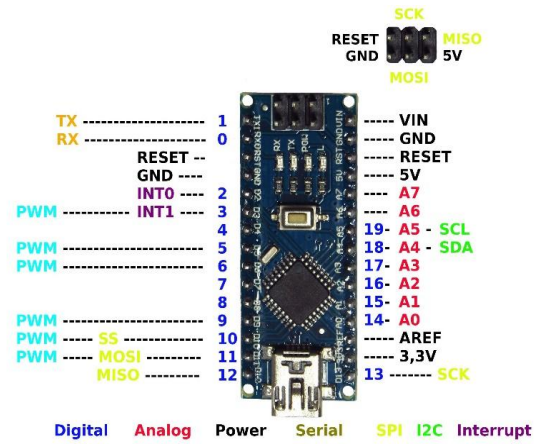 SCK
RESET MISO
GND 5V
MOSI
TX 1 VIN
RX 0 GND
RESET RESET
GND 5V
INT0 2 A7
PWM INT1 3 A6
4 19 A5 - SCL
PWM 5 18 A4 - SDA
PWM 6 17 A3
7 16 A2
8 15 A1
PWM 9 14 A0
PWM SS 10 AREF
PWM MOSI 11 3,3V
MISO 12 13 SCK
Digital Analog Power Serial SPI I2C Interrupt